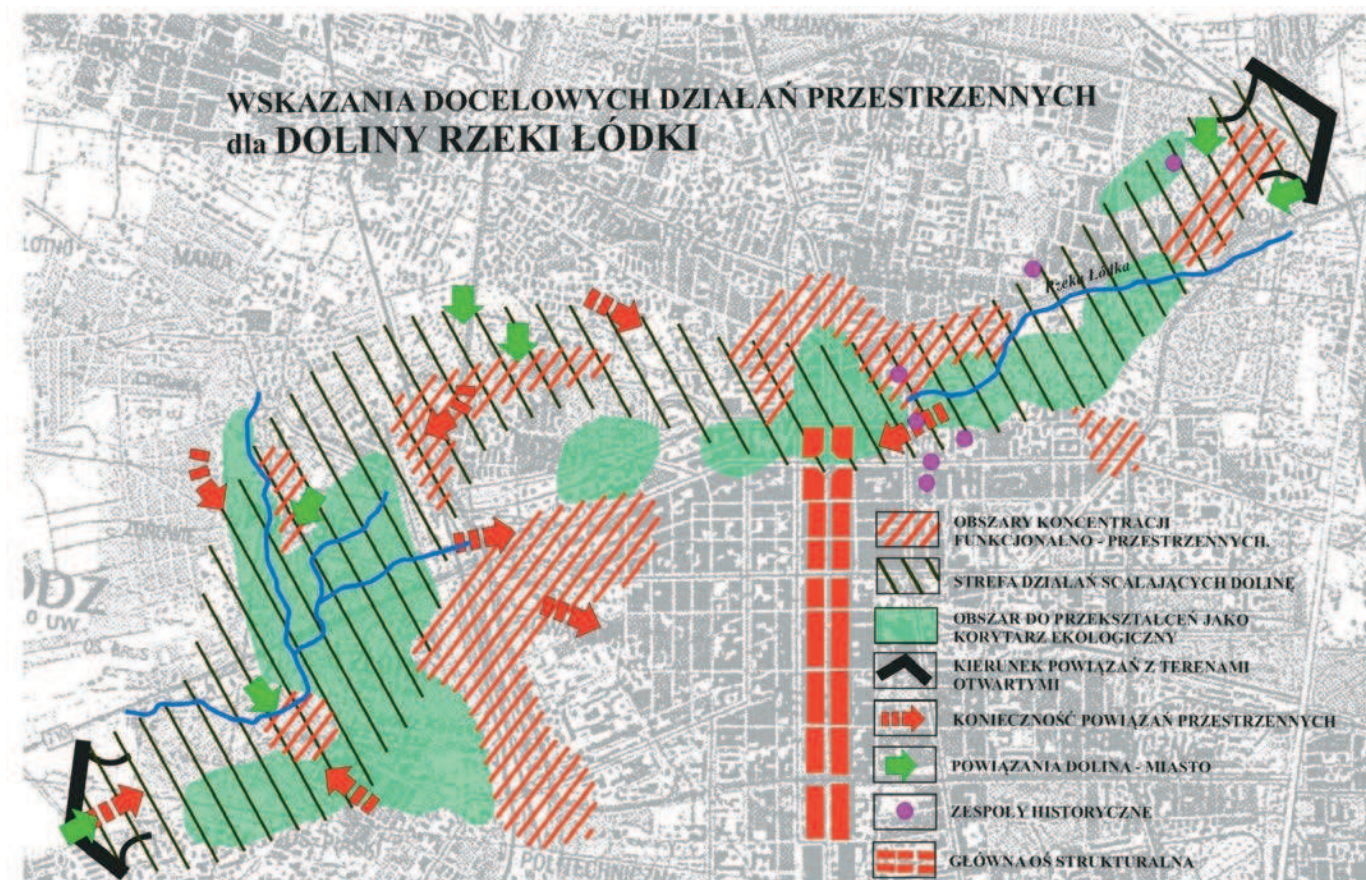 WSKAZANIA DOCELOWYCH DZIAŁAŃ PRZESTRZENNYCH
dla DOLINY RZEKI ŁÓDKI
MANIA
Rzeka Łódka
ZDROWIE
OBSZARY KONCENTRACJI
FUNKCJONALNO - PRZESTRZENNYCH.
STREFA DZIAŁAŃ SCALAJĄCYCH DOLINĘ
OBSZAR DO PRZEKSZTAŁCEŃ JAKO
KORYTARZ EKOLOGICZNY
KIERUNEK POWIĄZAŃ Z TERENAMI
OTWARTYMI
KONIECZNOŚĆ POWIĄZAŃ PRZESTRZENNYCH
POWIĄZANIA DOLINA - MIASTO
ZESPOŁY HISTORYCZNE
GŁÓWNA OŚ STRUKTURALNA